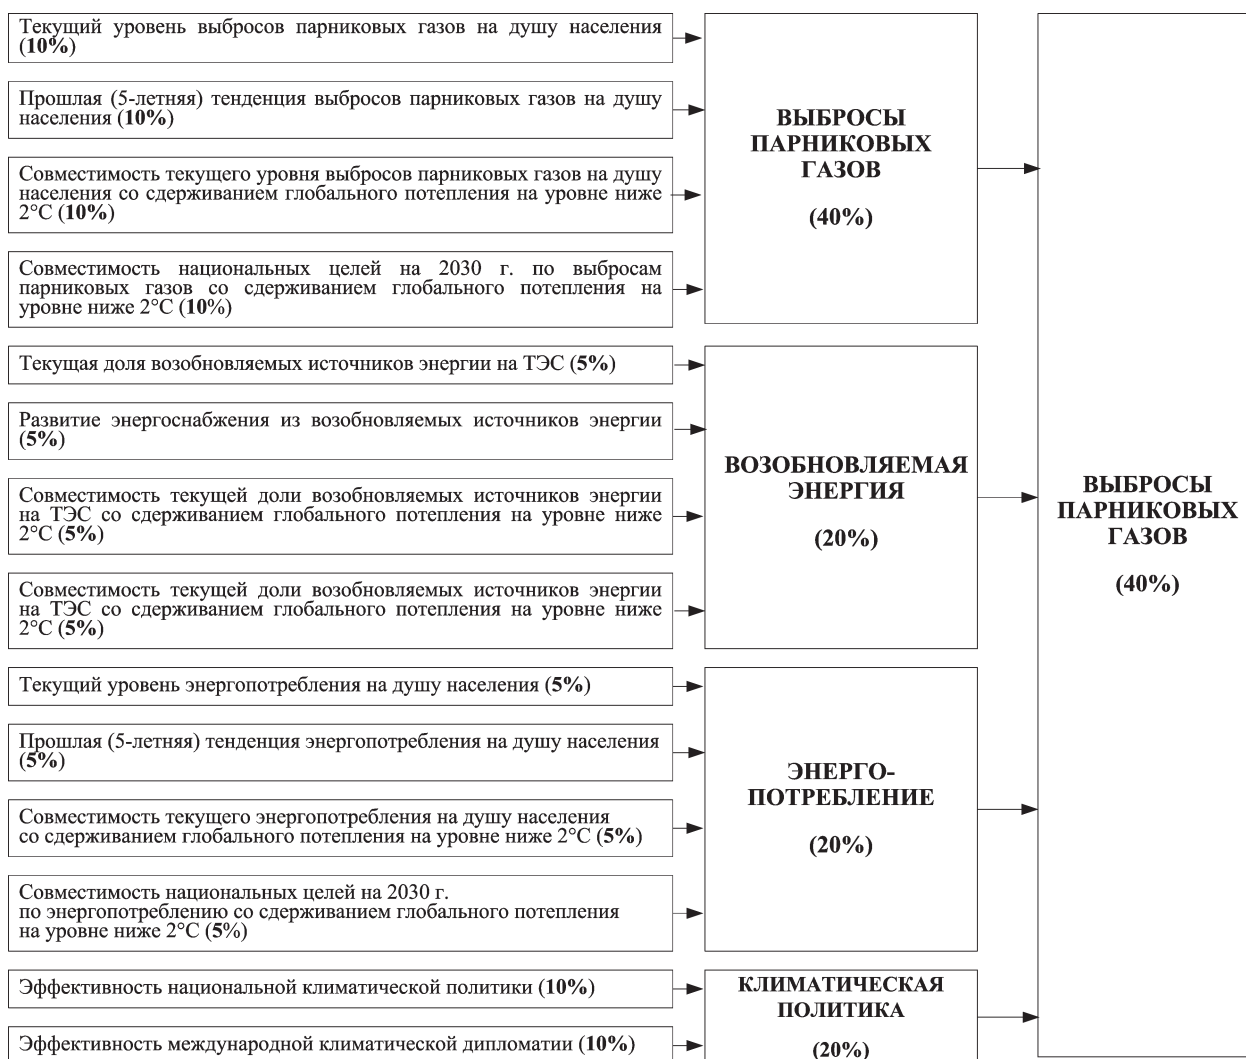 Текущий уровень выбросов парниковых газов на душу населения
(10%)
Прошлая (5-летняя) тенденция выбросов парниковых газов на душу
населения (10%)
Совместимость текущего уровня выбросов парниковых газов на душу
населения со сдерживанием глобального потепления на уровне ниже
2°C (10%)
Совместимость национальных целей на 2030 г. по выбросам
парниковых газов со сдерживанием глобального потепления на
уровне ниже 2°C (10%)
ВЫБРОСЫ
ПАРНИКОВЫХ
ГАЗОВ
(40%)
Текущая доля возобновляемых источников энергии на ТЭС (5%)
Развитие энергоснабжения из возобновляемых источников энергии
(5%)
Совместимость текущей доли возобновляемых источников энергии
на ТЭС со сдерживанием глобального потепления на уровне ниже
2°C (5%)
Совместимость текущей доли возобновляемых источников энергии
на ТЭС со сдерживанием глобального потепления на уровне ниже
2°C (5%)
ВОЗОБНОВЛЯЕМАЯ
ЭНЕРГИЯ
(20%)
Текущий уровень энергопотребления на душу населения (5%)
Прошлая (5-летняя) тенденция энергопотребления на душу населения
(5%)
Совместимость текущего энергопотребления на душу населения
со сдерживанием глобального потепления на уровне ниже 2°C (5%)
Совместимость национальных целей на 2030 г.
по энергопотреблению со сдерживанием глобального потепления
на уровне ниже 2°C (5%)
ЭНЕРГО-
ПОТРЕБЛЕНИЕ
(20%)
Эффективность национальной климатической политики (10%)
Эффективность международной климатической дипломатии (10%)
КЛИМАТИЧЕСКАЯ
ПОЛИТИКА
(20%)
ВЫБРОСЫ
ПАРНИКОВЫХ
ГАЗОВ
(40%)